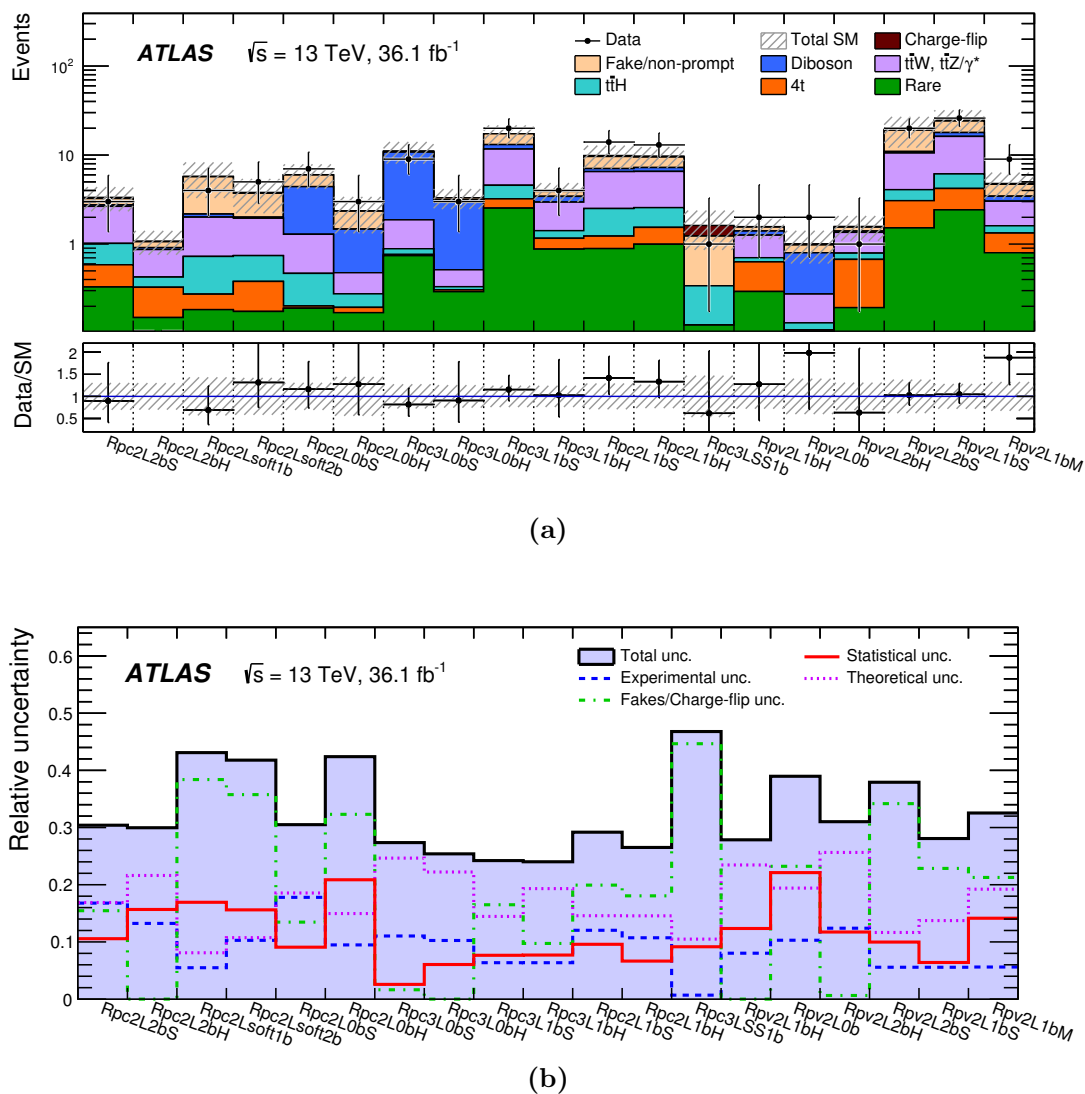 Events
10²
10
1
ATLAS √s = 13 TeV, 36.1 fb⁻¹
Data
Total SM
Charge-flip
Fake/non-prompt
Diboson
tt̄W, tt̄Z/γ*
tt̄H
4t
Rare
Data/SM
2
1.5
1
0.5
Rpc2L2bS
Rpc2L2bH
Rpc2Lsoft1b
Rpc2Lsoft2b
Rpc2L0bS
Rpc2L0bH
Rpc3L0bS
Rpc3L0bH
Rpc3L1bS
Rpc3L1bH
Rpc2L1bS
Rpc2L1bH
Rpc3LSS1b
Rpv2L1bH
Rpv2L0b
Rpv2L2bH
Rpv2L2bS
Rpv2L1bS
Rpv2L1bM
(a)
Relative uncertainty
0.6
0.5
0.4
0.3
0.2
0.1
0
ATLAS √s = 13 TeV, 36.1 fb⁻¹
Total unc.
Statistical unc.
Experimental unc.
Theoretical unc.
Fakes/Charge-flip unc.
Rpc2L2bS
Rpc2L2bH
Rpc2Lsoft1b
Rpc2Lsoft2b
Rpc2L0bS
Rpc2L0bH
Rpc3L0bS
Rpc3L0bH
Rpc3L1bS
Rpc3L1bH
Rpc2L1bS
Rpc2L1bH
Rpc3LSS1b
Rpv2L1bH
Rpv2L0b
Rpv2L2bH
Rpv2L2bS
Rpv2L1bS
Rpv2L1bM
(b)